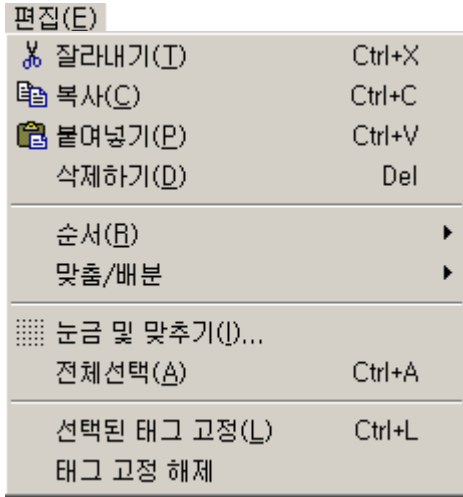 편집(E)
잘라내기(T) Ctrl+X
복사(C) Ctrl+C
붙여넣기(P) Ctrl+V
삭제하기(D) Del
순서(R)
맞춤/배분
눈금 및 맞추기(I)...
전체선택(A) Ctrl+A
선택된 태그 고정(L) Ctrl+L
태그 고정 해제